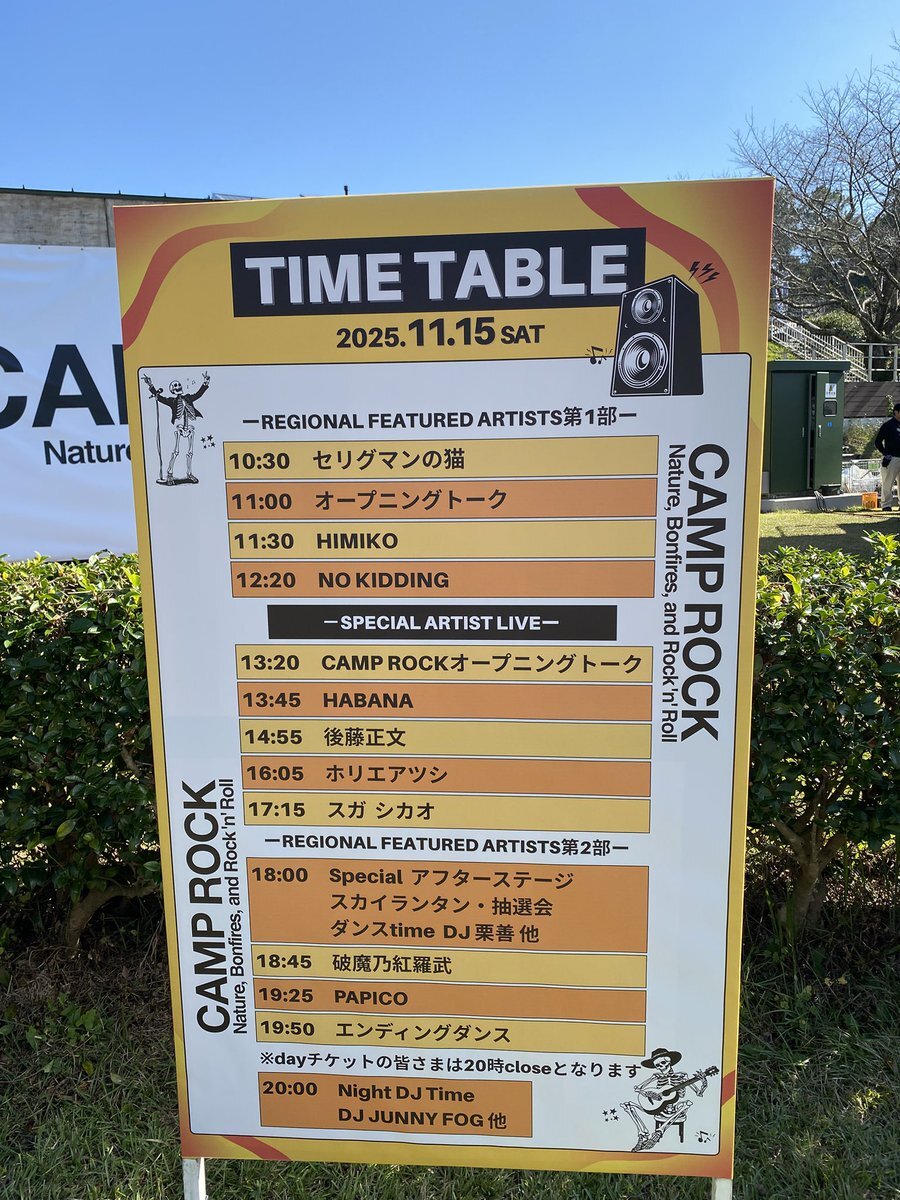 TIME TABLE
2025.11.15 SAT
ーREGIONAL FEATURED ARTISTS第1部ー
10:30 セリグマンの猫
11:00 オープニングトーク
11:30 HIMIKO
12:20 NO KIDDING
ーSPECIAL ARTIST LIVEー
13:20 CAMP ROCKオープニングトーク
13:45 HABANA
14:55 後藤正文
16:05 ホリエアツシ
17:15 スガ シカオ
ーREGIONAL FEATURED ARTISTS第2部ー
18:00 Special アフターステージ
スカイランタン・抽選会
ダンスtime DJ 栗善 他
18:45 破魔乃紅羅武
19:25 PAPICO
19:50 エンディングダンス
※dayチケットの皆さまは20時closeとなります
20:00 Night DJ Time
DJ JUNNY FOG 他
CAMP ROCK
Nature, Bonfires, and Rock'n' Roll
CAMP ROCK
Nature, Bonfires, and Rock'n' Roll
CA
Nature